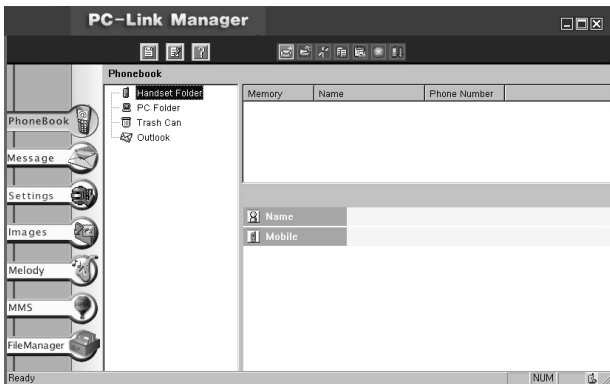 PC-Link Manager
Phonebook
Handset Folder
PC Folder
Trash Can
Outlook
Memory Name Phone Number
PhoneBook
Message
Settings
Images
Melody
MMS
FileManager
Name
Mobile
Ready NUM